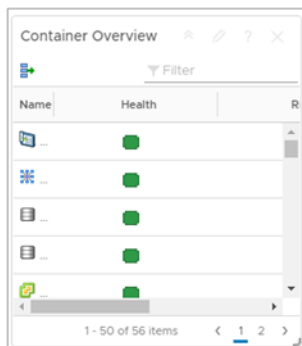 Container Overview ?
Filter
Name Health R
...
...
...
...
...
1 - 50 of 56 items < 1 2 >